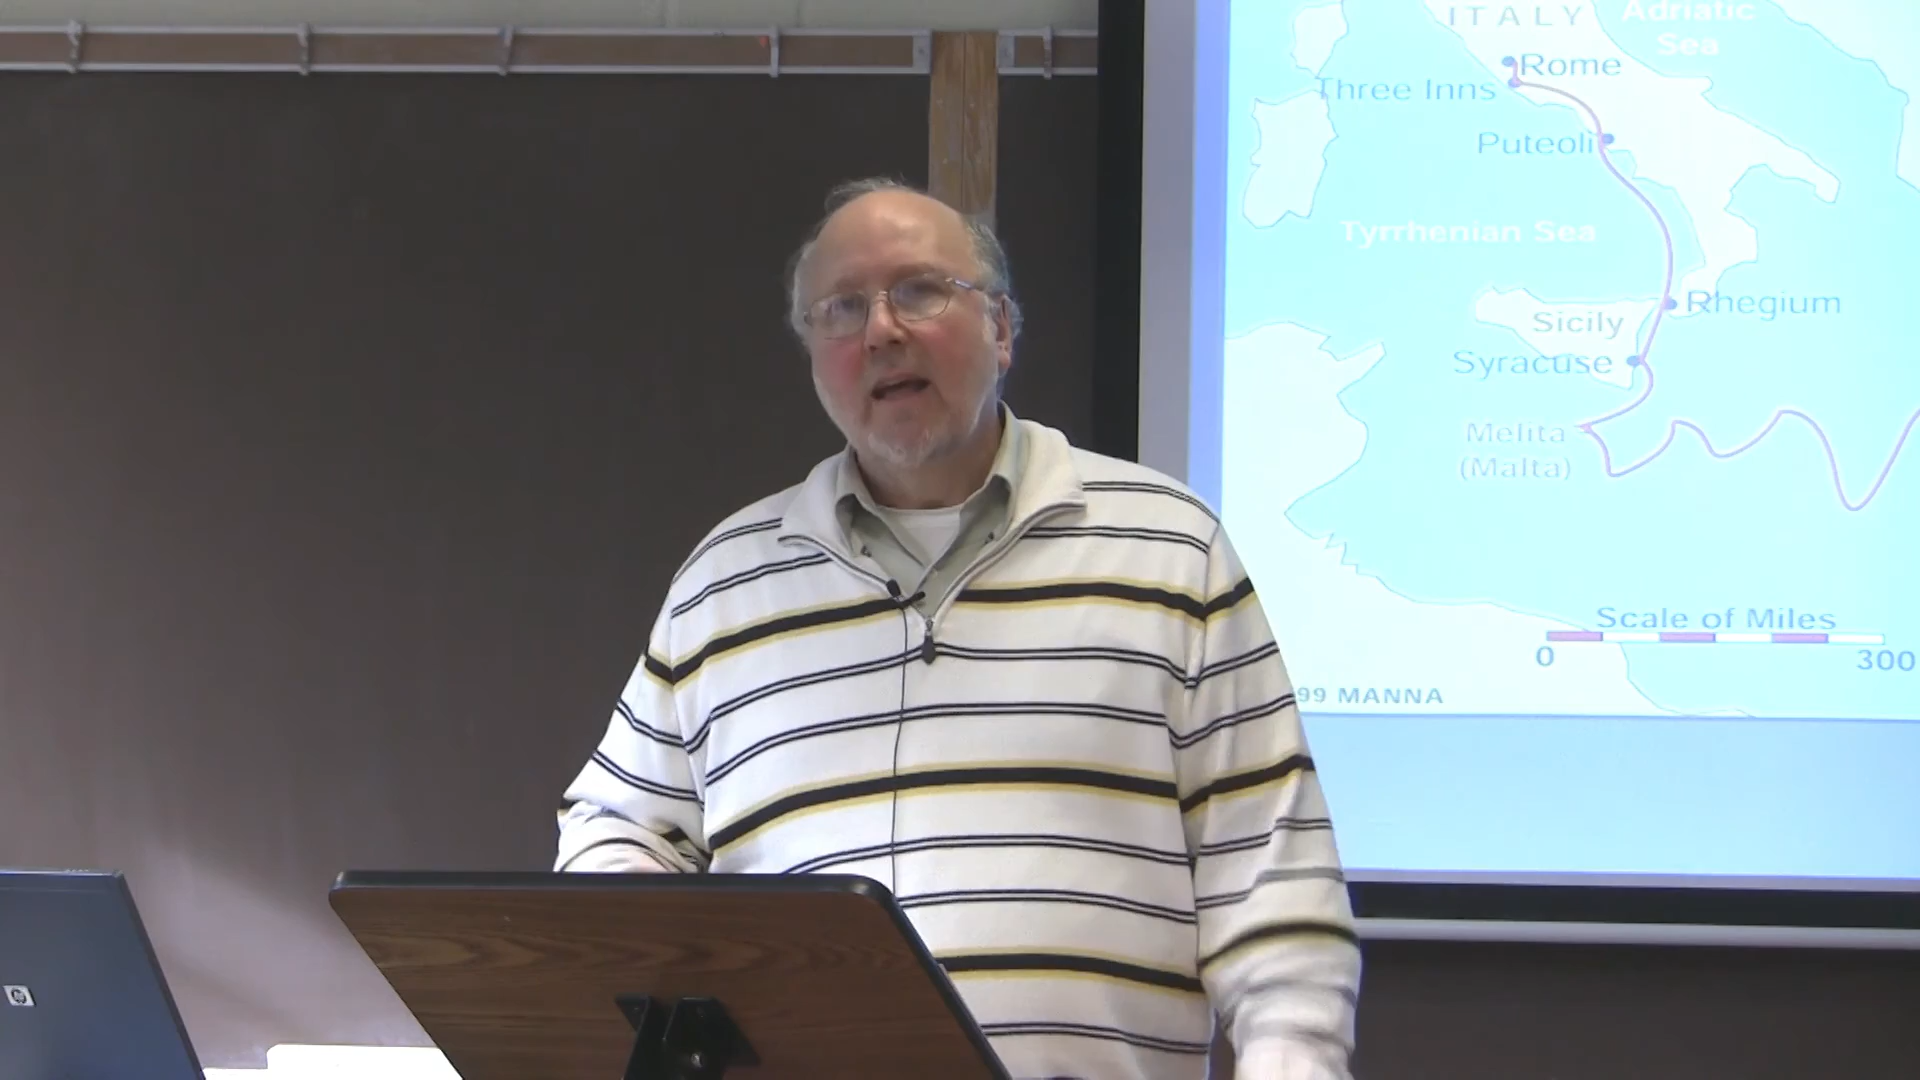 ITALY
Adriatic
Sea
Rome
Three Inns
Puteoli
Tyrrhenian Sea
Rhegium
Sicily
Syracuse
Melita
(Malta)
Scale of Miles
0 300
99 MANNA
hp